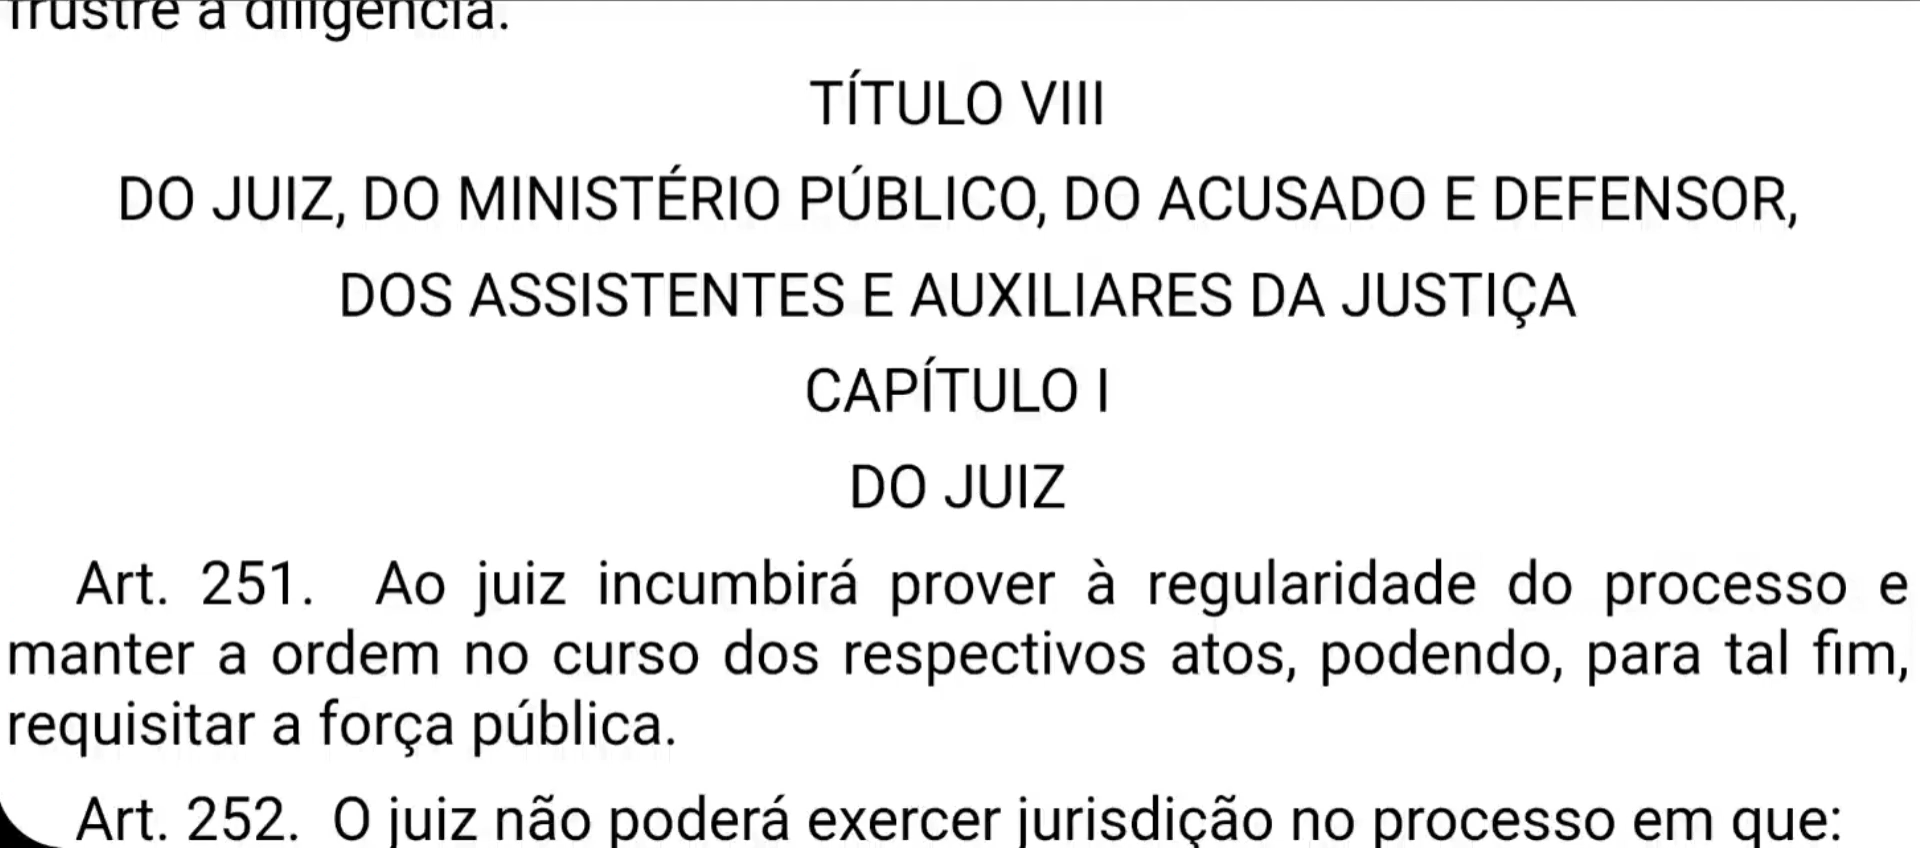 frustre a diligência.
TÍTULO VIII
DO JUIZ, DO MINISTÉRIO PÚBLICO, DO ACUSADO E DEFENSOR,
DOS ASSISTENTES E AUXILIARES DA JUSTIÇA
CAPÍTULO I
DO JUIZ
Art. 251. Ao juiz incumbirá prover à regularidade do processo e
manter a ordem no curso dos respectivos atos, podendo, para tal fim,
requisitar a força pública.
Art. 252. O juiz não poderá exercer jurisdição no processo em que: